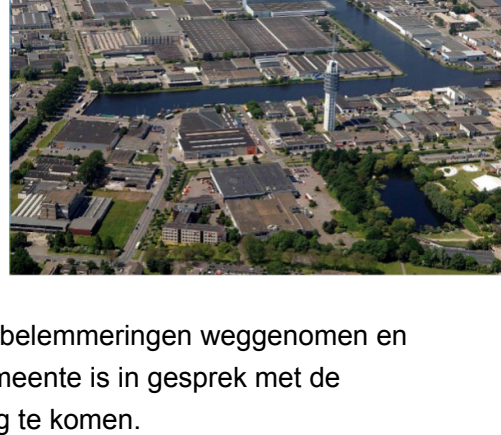 belemmeringen weggenomen en
meente is in gesprek met de
g te komen.